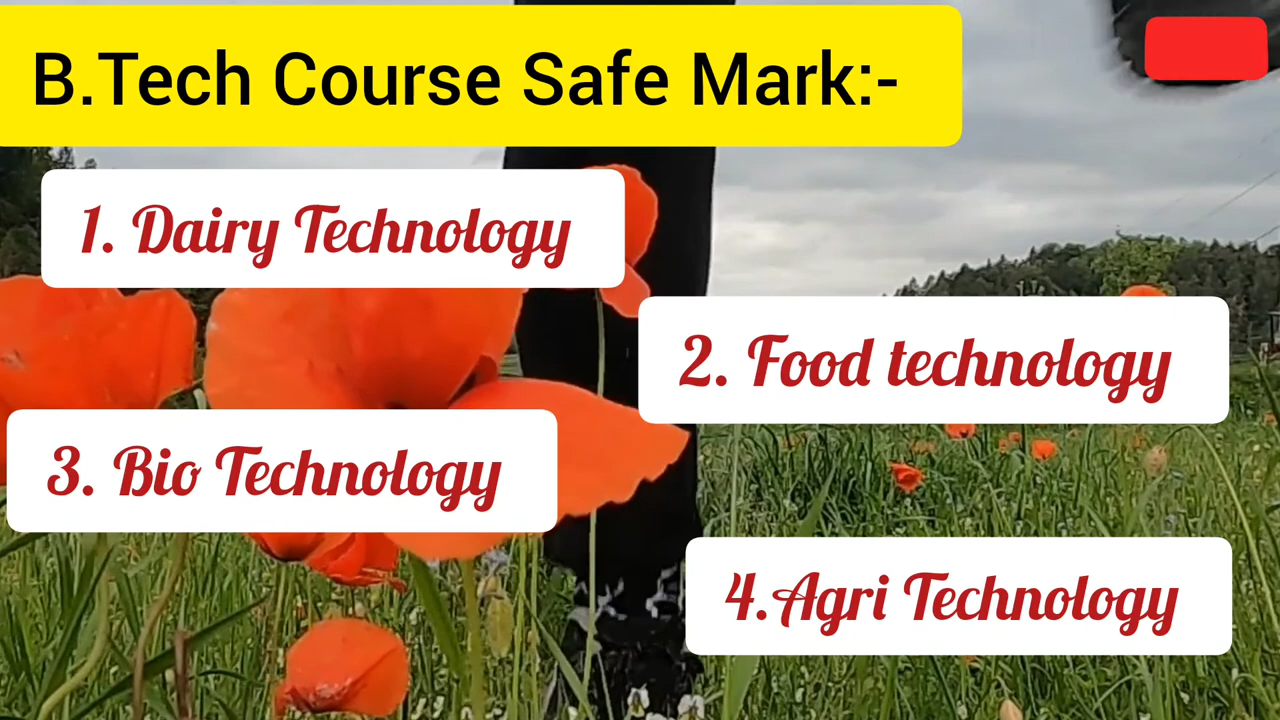 B.Tech Course Safe Mark:-
1. Dairy Technology
2. Food technology
3. Bio Technology
4.Agri Technology